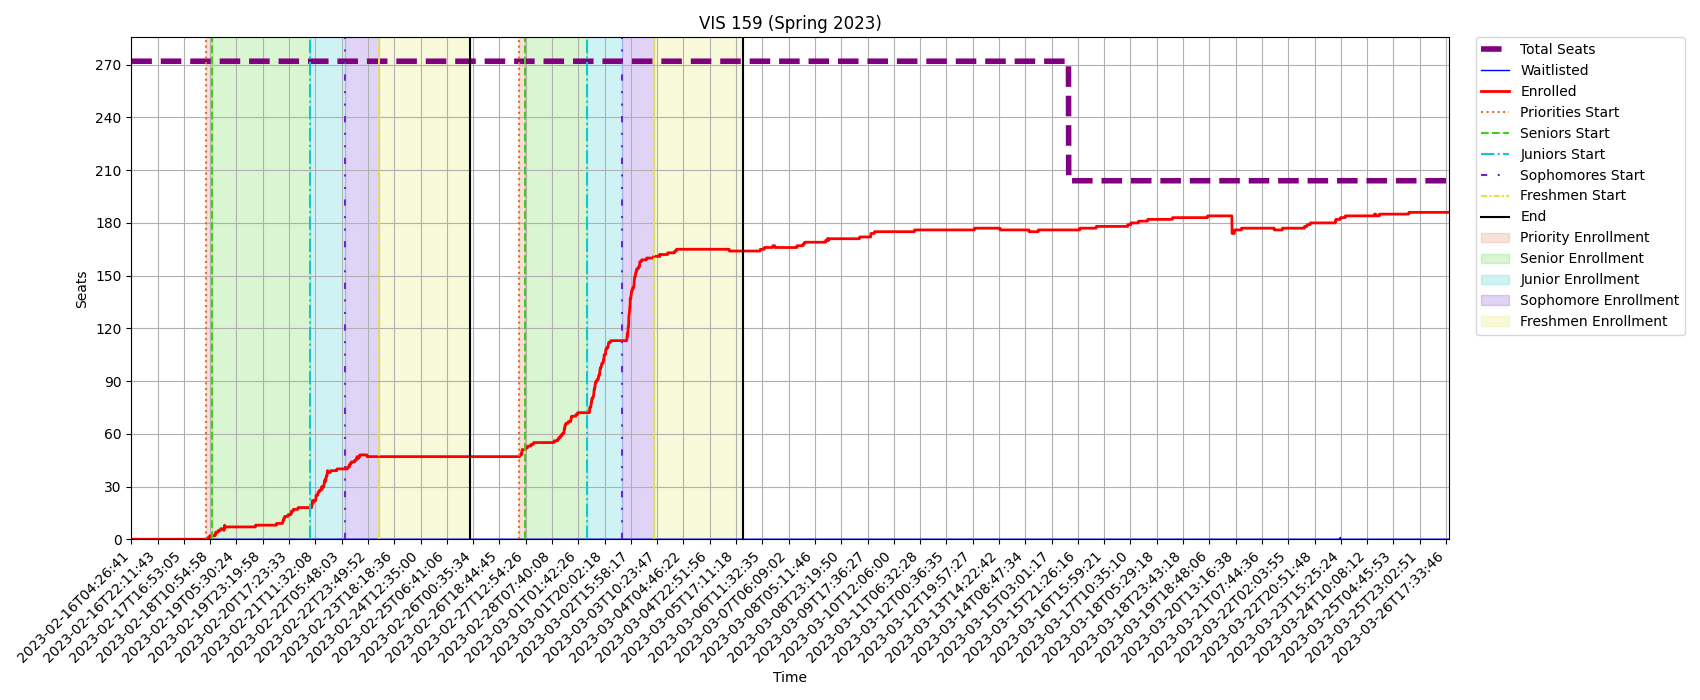 VIS 159 (Spring 2023)
Seats
270
240
210
180
150
120
90
60
30
0
2023-02-16T04:26:41
2023-02-16T22:11:43
2023-02-17T16:53:05
2023-02-18T10:54:58
2023-02-19T05:30:24
2023-02-19T23:19:58
2023-02-20T17:23:33
2023-02-21T11:32:08
2023-02-22T05:48:03
2023-02-22T23:49:52
2023-02-23T18:18:36
2023-02-24T12:35:00
2023-02-25T06:41:06
2023-02-26T00:35:34
2023-02-26T18:44:45
2023-02-27T12:54:26
2023-02-28T07:40:08
2023-03-01T01:42:26
2023-03-01T20:02:18
2023-03-02T15:58:17
2023-03-03T10:23:47
2023-03-04T04:46:22
2023-03-04T22:51:56
2023-03-05T17:11:18
2023-03-06T11:32:35
2023-03-07T06:09:02
2023-03-08T05:11:46
2023-03-08T23:19:50
2023-03-09T17:36:27
2023-03-10T12:06:00
2023-03-11T06:32:28
2023-03-12T00:36:35
2023-03-12T19:57:27
2023-03-13T14:22:42
2023-03-14T08:47:34
2023-03-15T03:01:17
2023-03-15T21:26:16
2023-03-16T15:59:21
2023-03-17T10:35:10
2023-03-18T05:29:18
2023-03-18T23:43:18
2023-03-19T18:48:06
2023-03-20T13:16:38
2023-03-21T07:44:36
2023-03-22T02:03:55
2023-03-22T20:51:48
2023-03-23T15:25:24
2023-03-24T10:08:12
2023-03-25T04:45:53
2023-03-25T23:02:51
2023-03-26T17:33:46
Time
Total Seats
Waitlisted
Enrolled
Priorities Start
Seniors Start
Juniors Start
Sophomores Start
Freshmen Start
End
Priority Enrollment
Senior Enrollment
Junior Enrollment
Sophomore Enrollment
Freshmen Enrollment